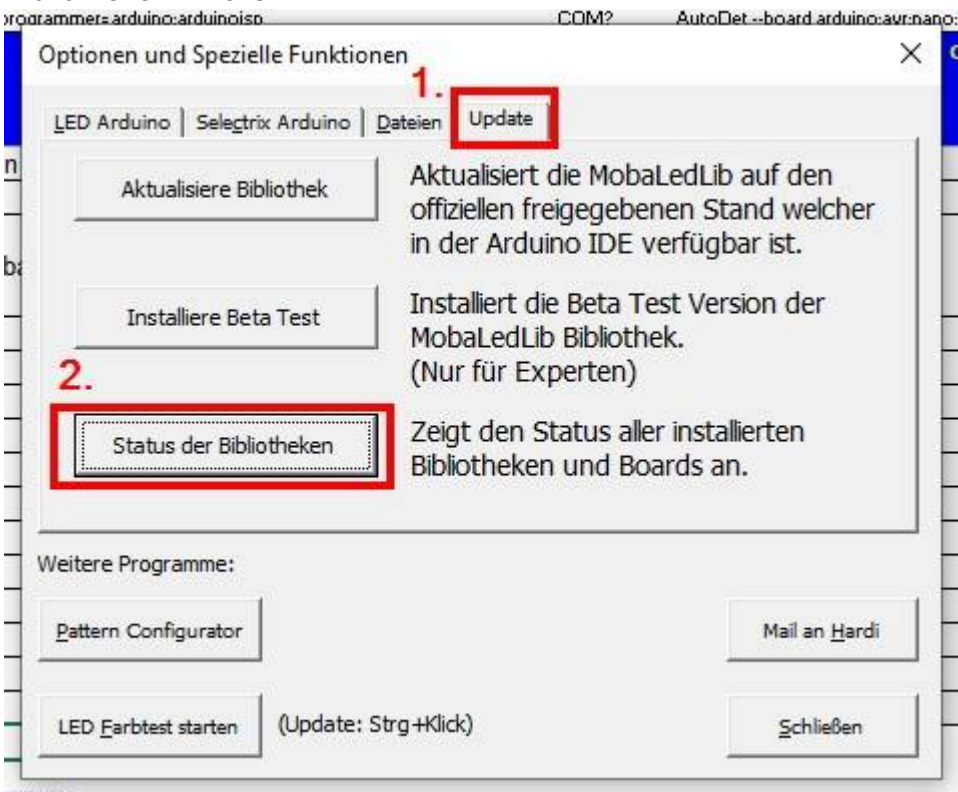 programmer=arduino:arduinoisp COM? AutoDet --board arduino:avr:nano:
Optionen und Spezielle Funktionen
1.
LED Arduino Selectrix Arduino Dateien Update
Aktualisiere Bibliothek
Aktualisiert die MobaLedLib auf den
offiziellen freigegebenen Stand welcher
in der Arduino IDE verfügbar ist.
Installiere Beta Test
Installiert die Beta Test Version der
MobaLedLib Bibliothek.
(Nur für Experten)
2.
Status der Bibliotheken
Zeigt den Status aller installierten
Bibliotheken und Boards an.
Weitere Programme:
Pattern Configurator
Mail an Hardi
LED Farbtest starten
(Update: Strg+Klick)
Schließen